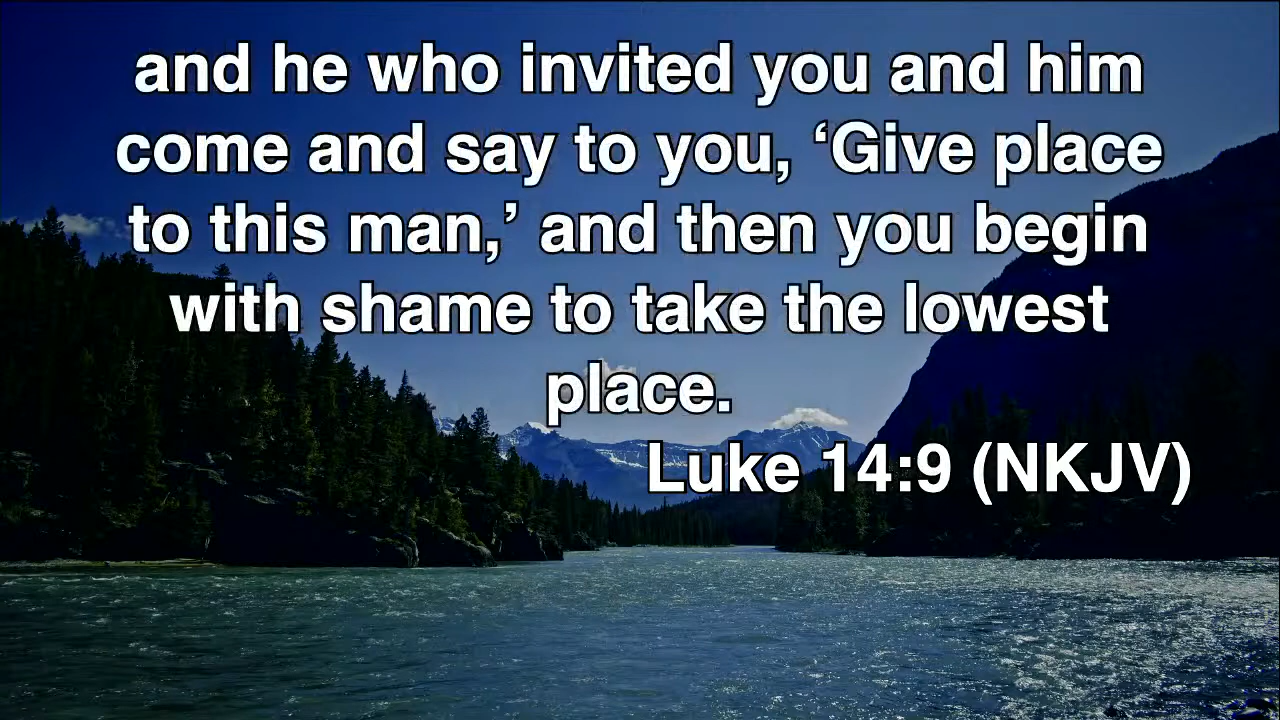 and he who invited you and him
come and say to you, ‘Give place
to this man,’ and then you begin
with shame to take the lowest
place.
Luke 14:9 (NKJV)